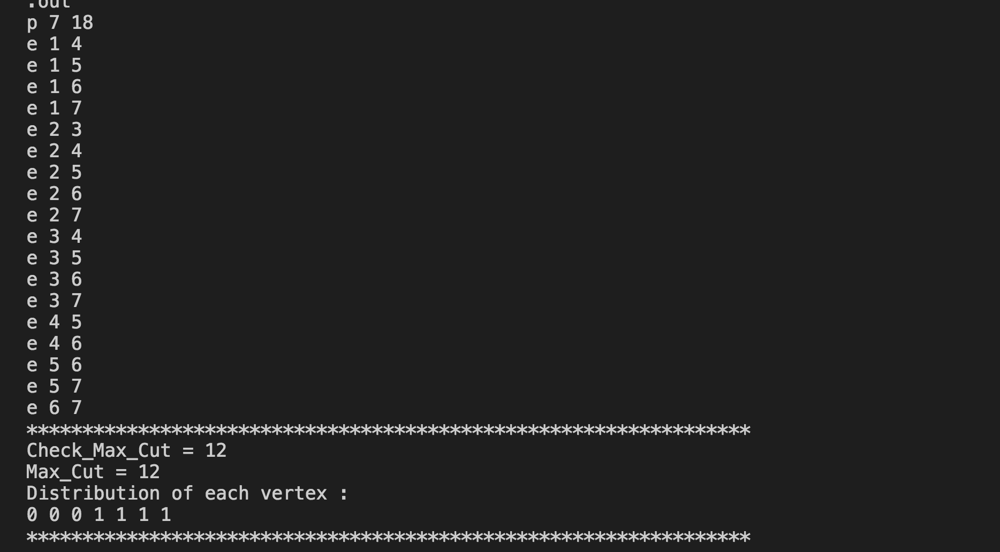 .out
p 7 18
e 1 4
e 1 5
e 1 6
e 1 7
e 2 3
e 2 4
e 2 5
e 2 6
e 2 7
e 3 4
e 3 5
e 3 6
e 3 7
e 4 5
e 4 6
e 5 6
e 5 7
e 6 7
*****************************************************************
Check_Max_Cut = 12
Max_Cut = 12
Distribution of each vertex :
0 0 0 1 1 1 1
*****************************************************************